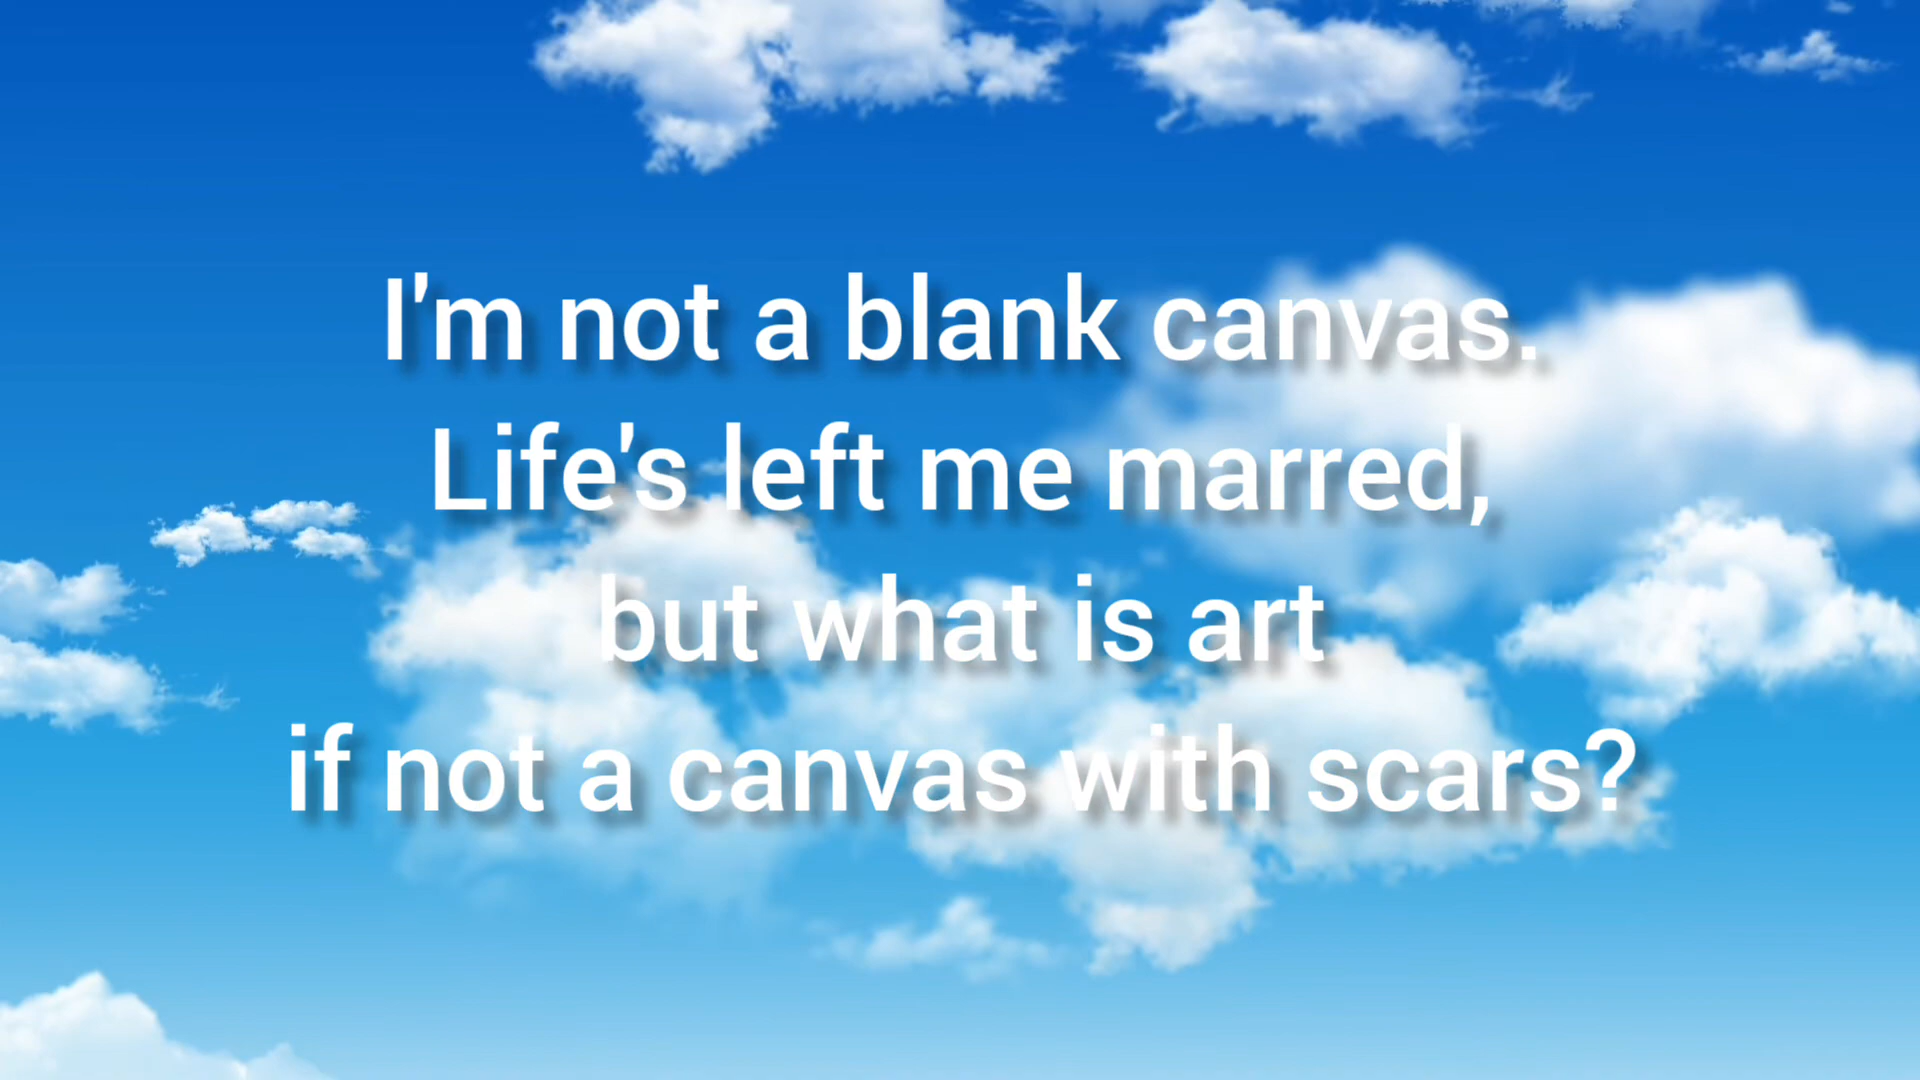 I'm not a blank canvas.
Life's left me marred,
but what is art
if not a canvas with scars?